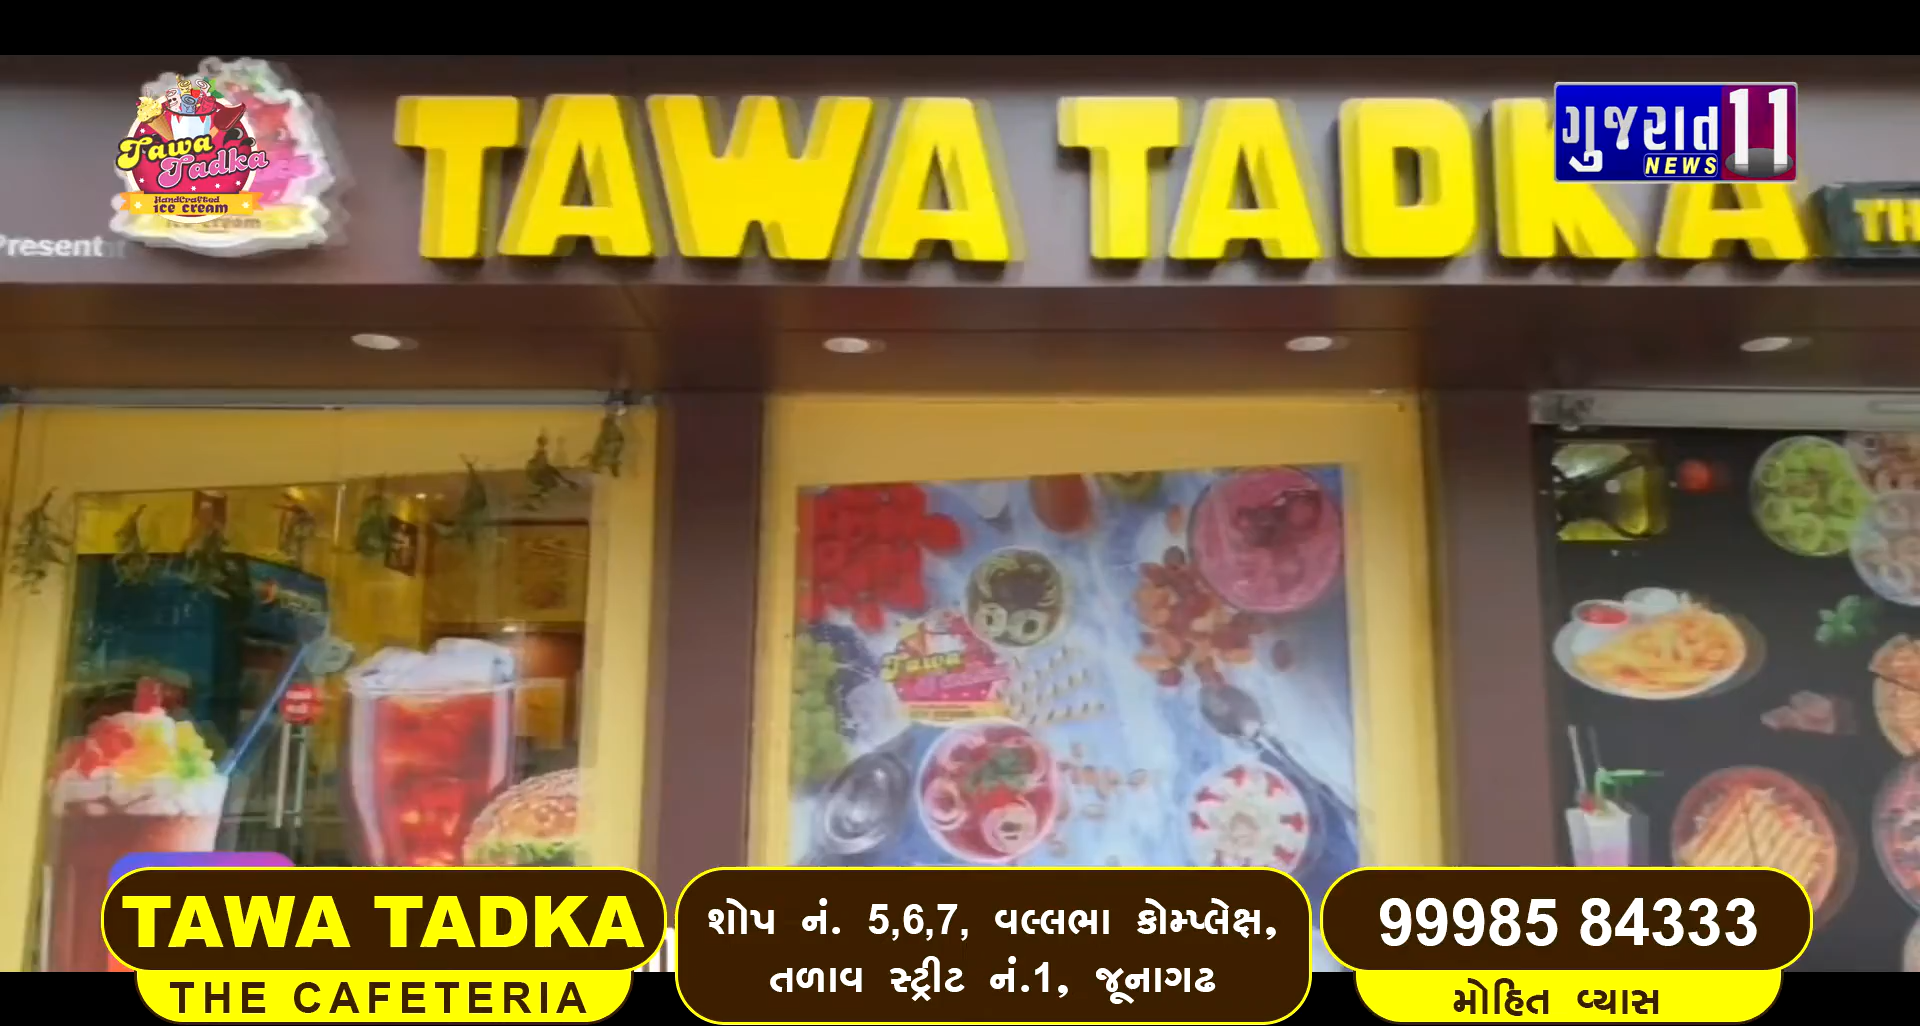 Tawa
Tadka
HandCrafted
ice cream
Present
TAWA TADKA
TH
ગુજરાત 11
NEWS
Tawa
TAWA TADKA
THE CAFETERIA
શોપ નં. 5,6,7, વલ્લભા કોમ્પ્લેક્ષ,
તળાવ સ્ટ્રીટ નં.1, જૂનાગઢ
99985 84333
મોહિત વ્યાસ